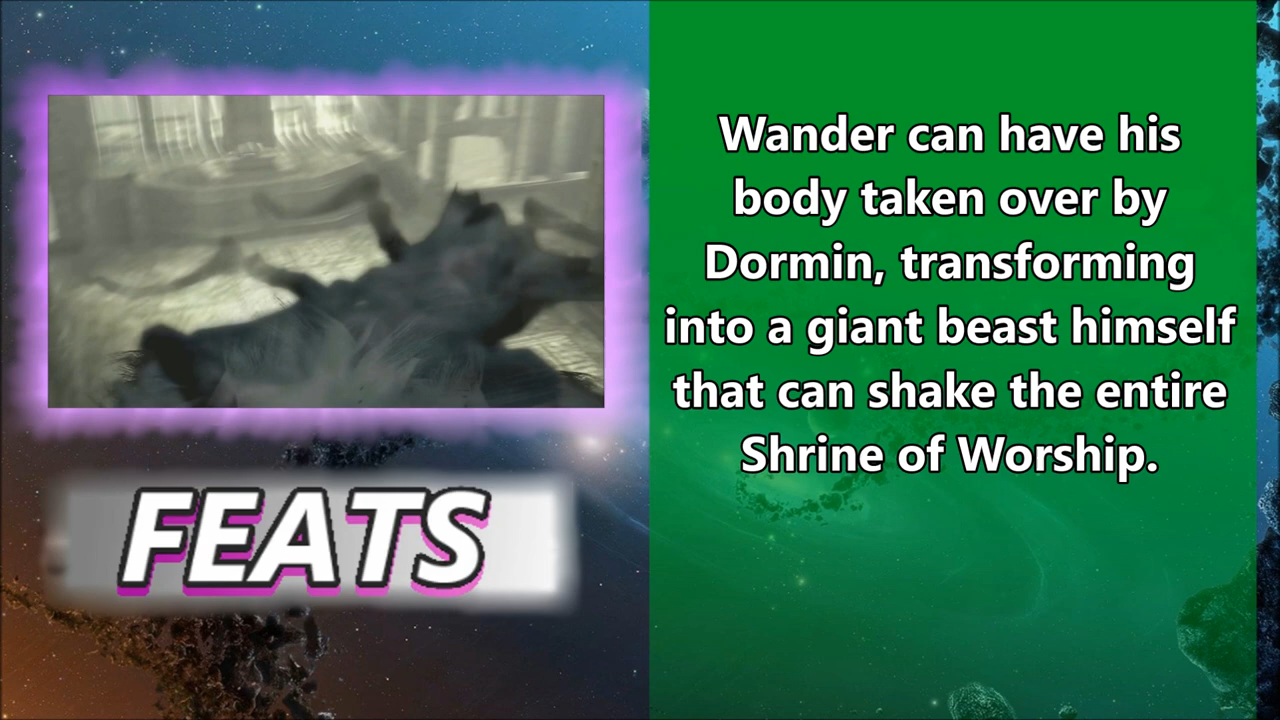 Wander can have his
body taken over by
Dormin, transforming
into a giant beast himself
that can shake the entire
Shrine of Worship.
FEATS